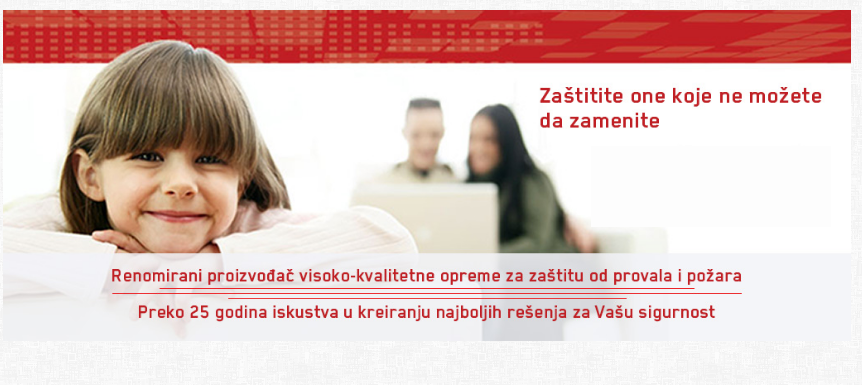 Zaštitite one koje ne možete
da zamenite
Renomirani proizvođač visoko-kvalitetne opreme za zaštitu od provala i požara
Preko 25 godina iskustva u kreiranju najboljih rešenja za Vašu sigurnost